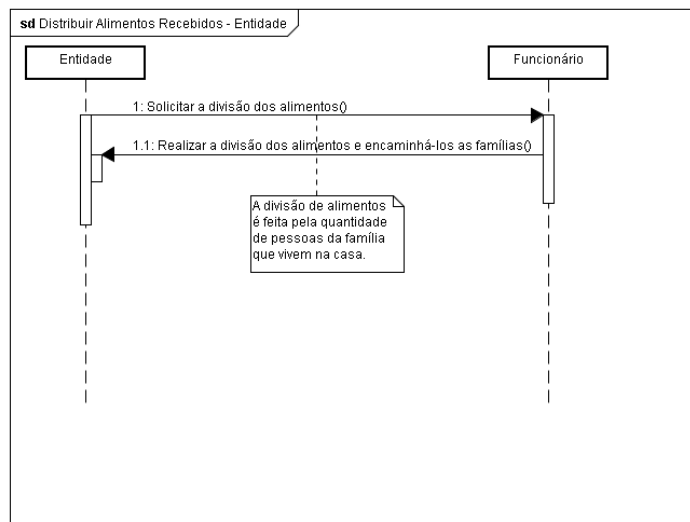 sd Distribuir Alimentos Recebidos - Entidade
Entidade
Funcionário
1: Solicitar a divisão dos alimentos()
1.1: Realizar a divisão dos alimentos e encaminhá-los as famílias()
A divisão de alimentos
é feita pela quantidade
de pessoas da família
que vivem na casa.